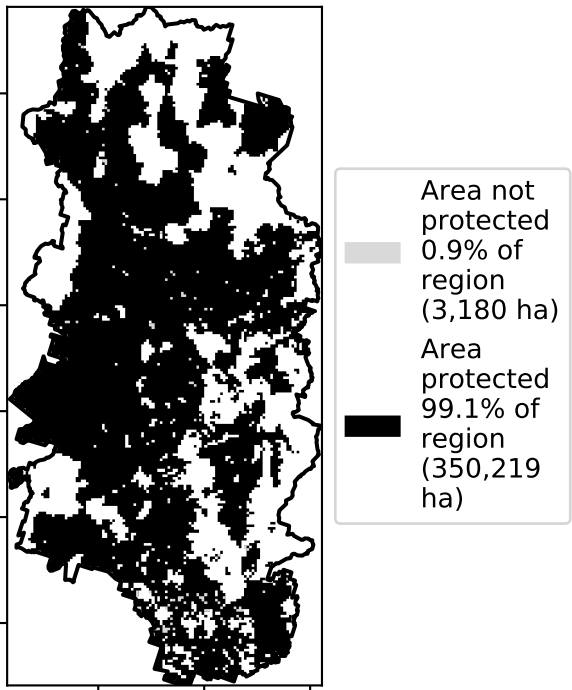 Area not
protected
0.9% of
region
(3,180 ha)
Area
protected
99.1% of
region
(350,219
ha)